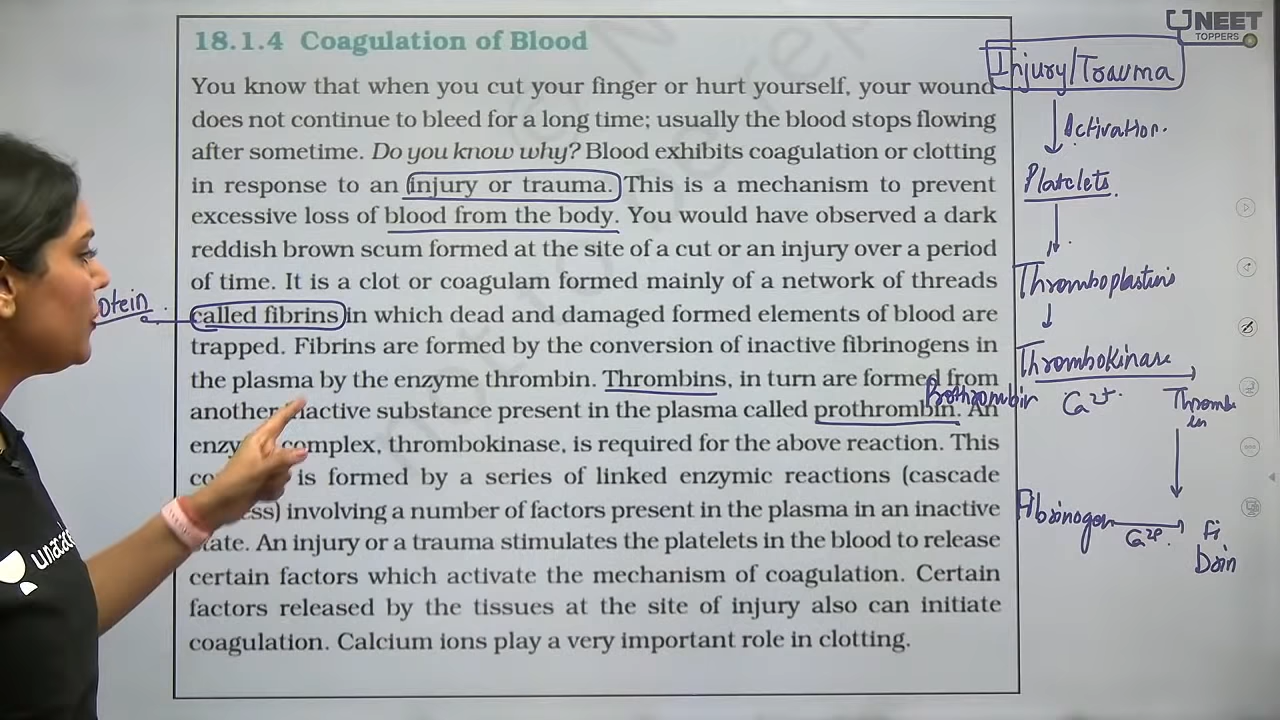 NEET
TOPPERS
18.1.4 Coagulation of Blood
You know that when you cut your finger or hurt yourself, your wound
does not continue to bleed for a long time; usually the blood stops flowing
after sometime. Do you know why? Blood exhibits coagulation or clotting
in response to an injury or trauma. This is a mechanism to prevent
excessive loss of blood from the body. You would have observed a dark
reddish brown scum formed at the site of a cut or an injury over a period
of time. It is a clot or coagulam formed mainly of a network of threads
called fibrins in which dead and damaged formed elements of blood are
trapped. Fibrins are formed by the conversion of inactive fibrinogens in
the plasma by the enzyme thrombin. Thrombins, in turn are formed from
another inactive substance present in the plasma called prothrombin. An
complex, thrombokinase, is required for the above reaction. This
is formed by a series of linked enzymic reactions (cascade
involving a number of factors present in the plasma in an inactive
An injury or a trauma stimulates the platelets in the blood to release
certain factors which activate the mechanism of coagulation. Certain
factors released by the tissues at the site of injury also can initiate
coagulation. Calcium ions play a very important role in clotting.
otein
Injury/Trauma
Activation.
Platelets
Thromboplastins
Thrombokinase
Prothrombin
Ca2+
Thromb
in
Fibrinogen
Fi
brin
unaca